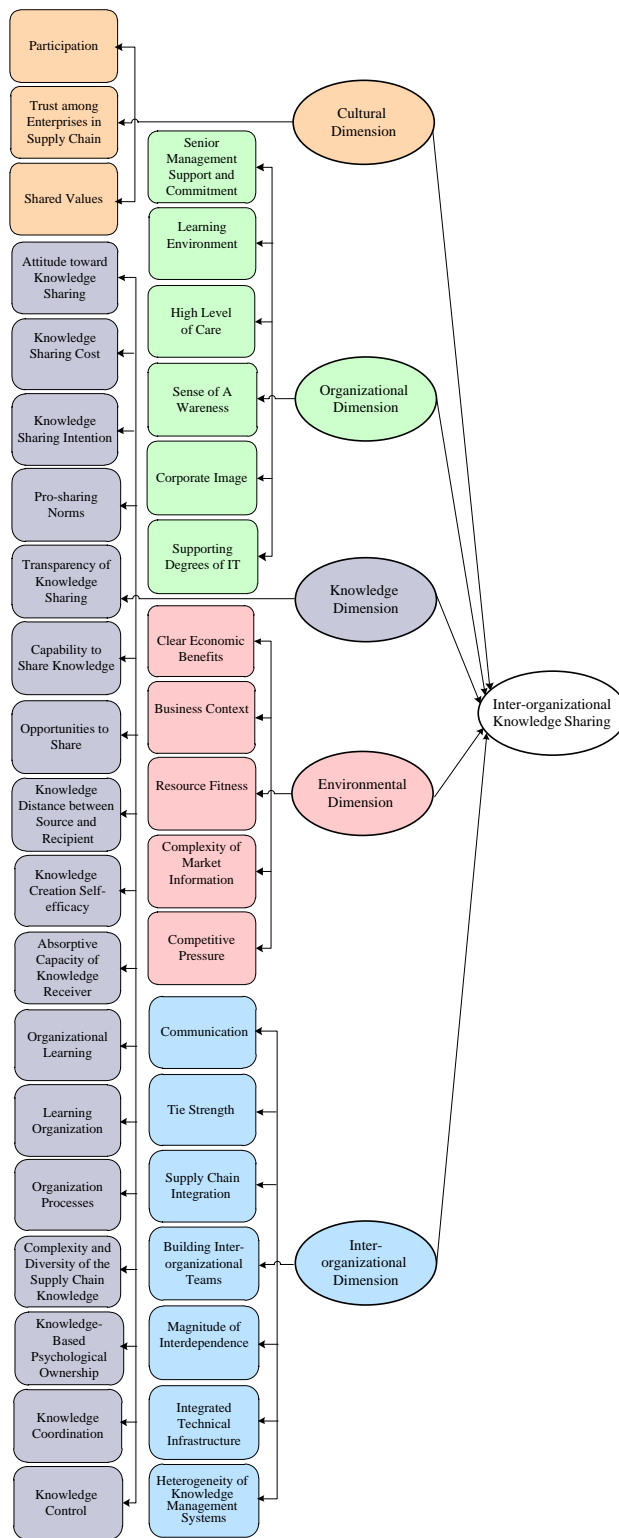 Participation
Trust among
Enterprises in
Supply Chain
Shared Values
Attitude toward
Knowledge
Sharing
Knowledge
Sharing Cost
Knowledge
Sharing Intention
Pro-sharing
Norms
Transparency of
Knowledge
Sharing
Capability to
Share Knowledge
Opportunities to
Share
Knowledge
Distance between
Source and
Recipient
Knowledge
Creation Self-
efficacy
Absorptive
Capacity of
Knowledge
Receiver
Organizational
Learning
Learning
Organization
Organization
Processes
Complexity and
Diversity of the
Supply Chain
Knowledge
Knowledge-
Based
Psychological
Ownership
Knowledge
Coordination
Knowledge
Control
Senior
Management
Support and
Commitment
Learning
Environment
High Level
of Care
Sense of A
Wareness
Corporate Image
Supporting
Degrees of IT
Clear Economic
Benefits
Business Context
Resource Fitness
Complexity of
Market
Information
Competitive
Pressure
Communication
Tie Strength
Supply Chain
Integration
Building Inter-
organizational
Teams
Magnitude of
Interdependence
Integrated
Technical
Infrastructure
Heterogeneity of
Knowledge
Management
Systems
Cultural
Dimension
Organizational
Dimension
Knowledge
Dimension
Environmental
Dimension
Inter-
organizational
Dimension
Inter-organizational
Knowledge Sharing